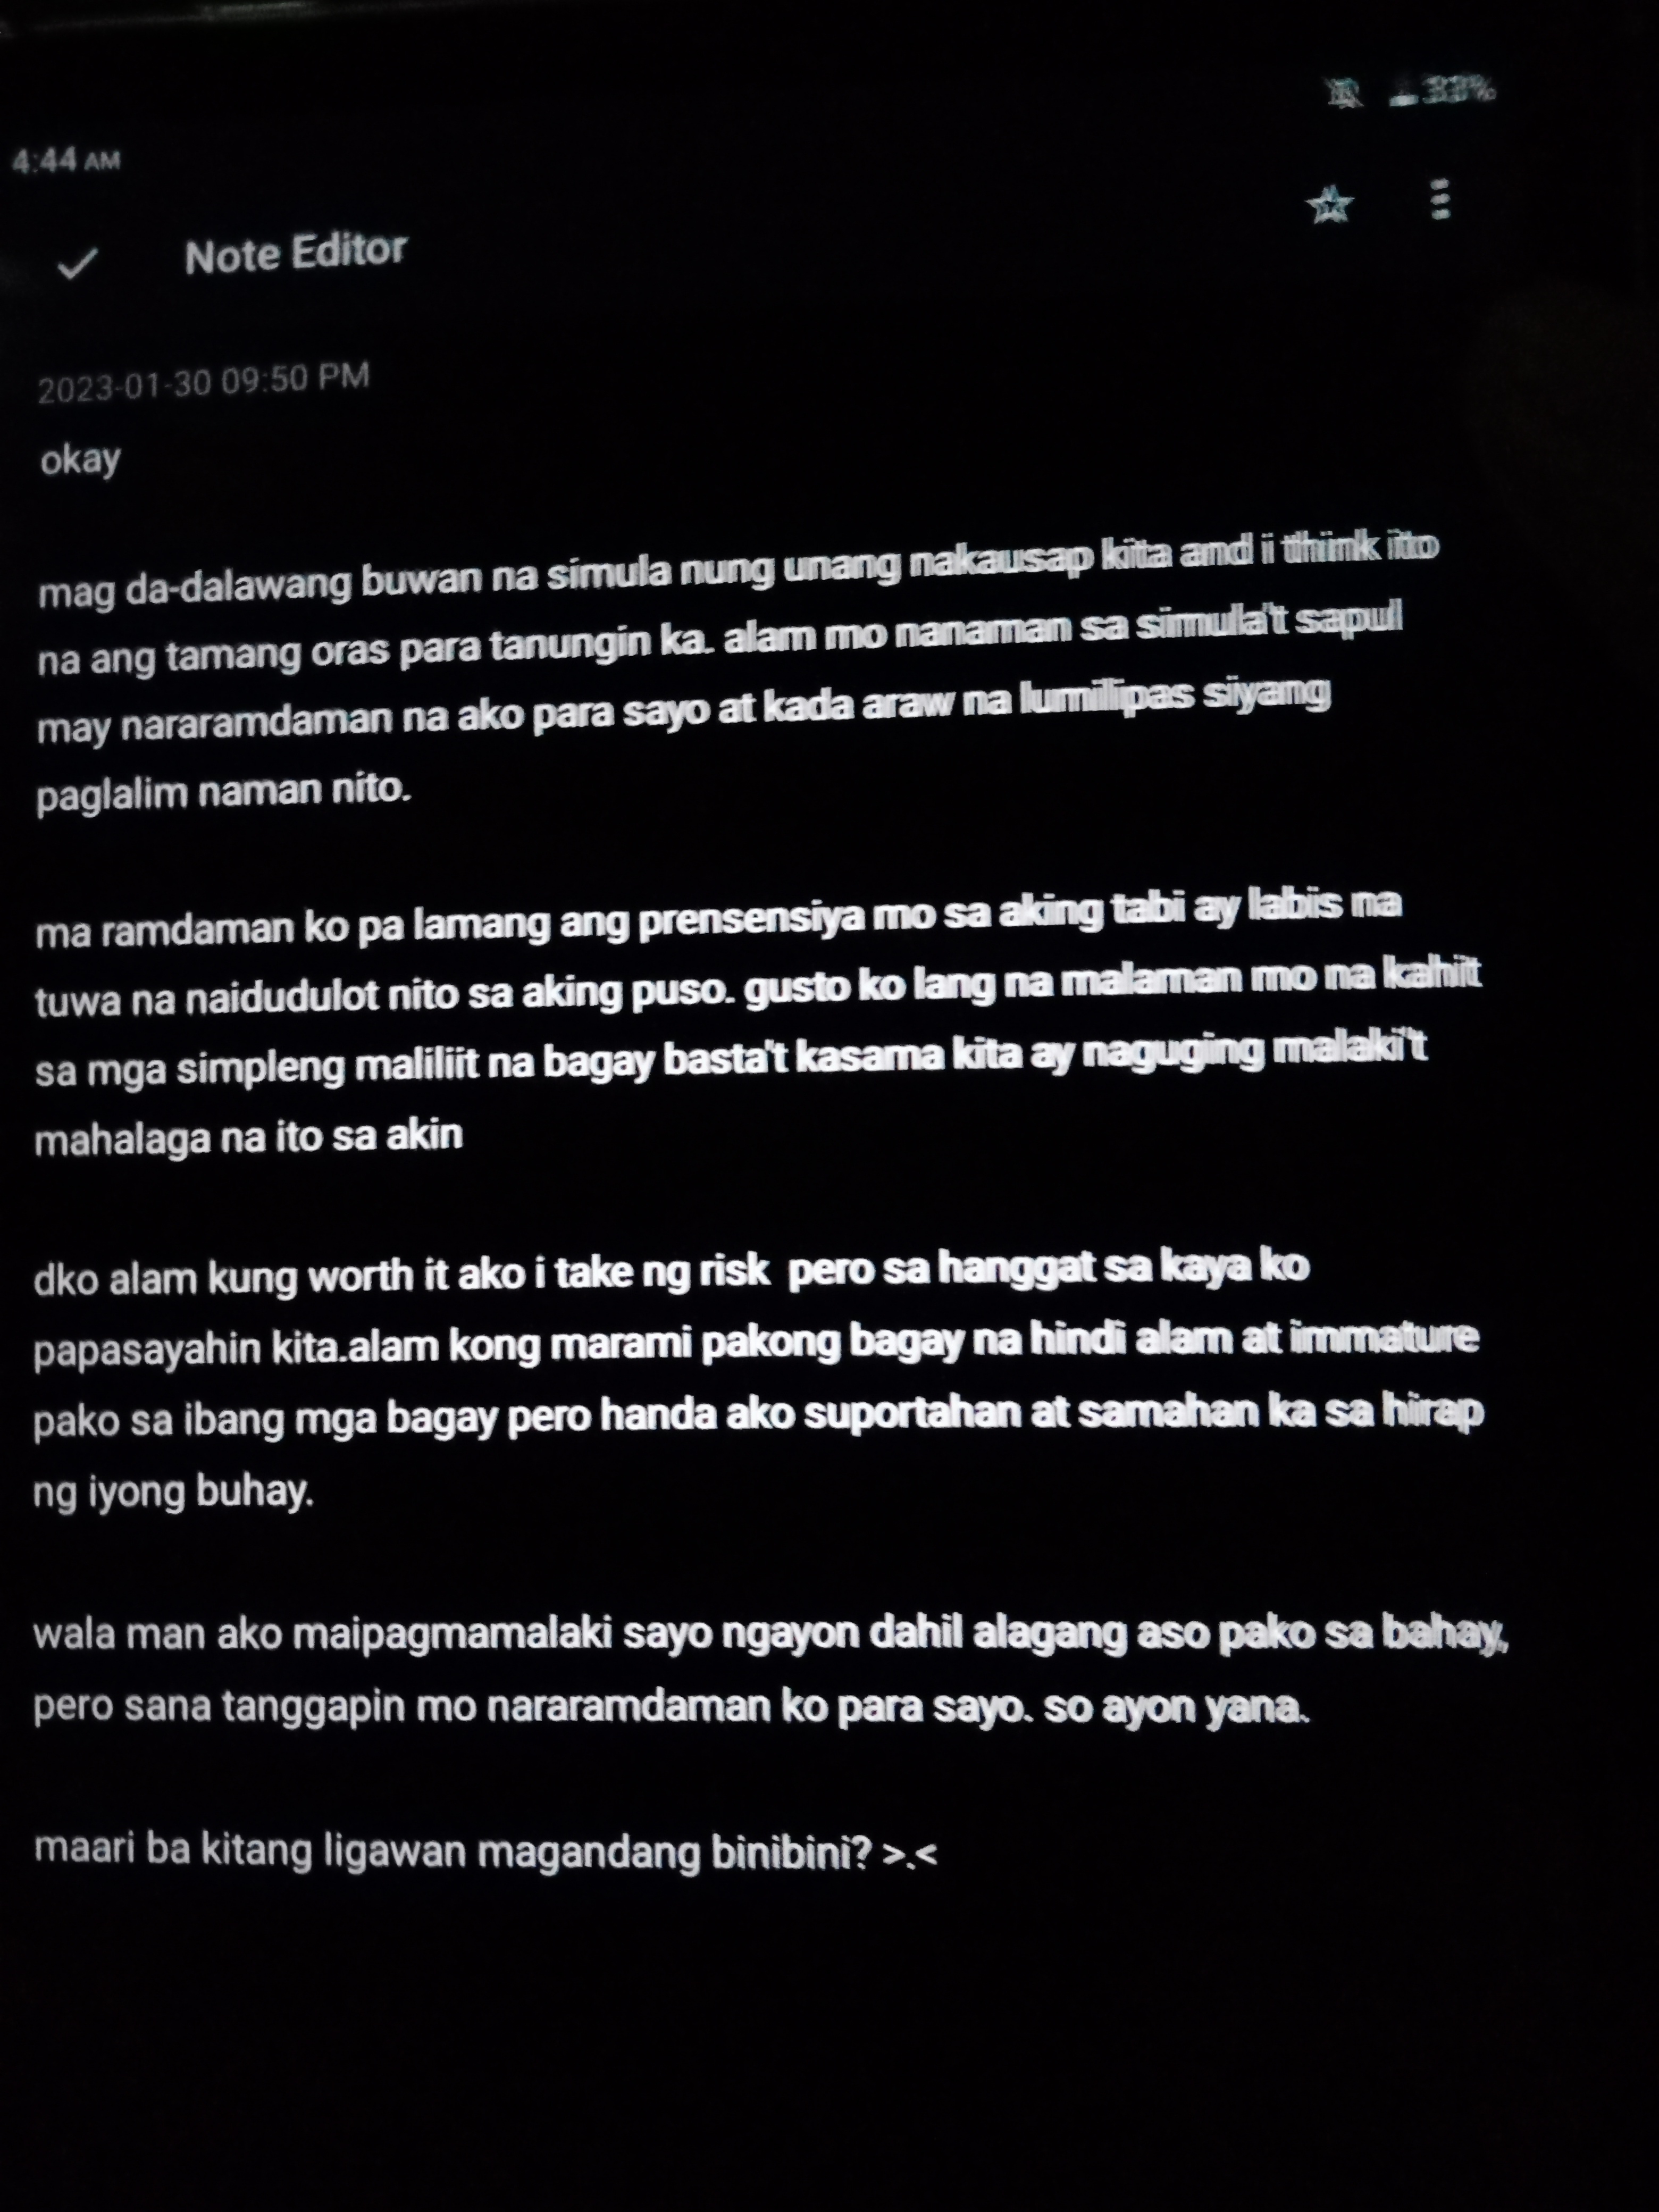 33%
4:44 AM
Note Editor
2023-01-30 09:50 PM
okay
mag da-dalawang buwan na simula nung unang nakausap kita and i think ito
na ang tamang oras para tanungin ka. alam mo nanaman sa simula't sapul
may nararamdaman na ako para sayo at kada araw na lumilipas siyang
paglalim naman nito.
ma ramdaman ko pa lamang ang prensensiya mo sa aking tabi ay labis na
tuwa na naidudulot nito sa aking puso. gusto ko lang na malaman mo na kahit
sa mga simpleng maliliit na bagay basta't kasama kita ay naguging malaki't
mahalaga na ito sa akin
dko alam kung worth it ako i take ng risk  pero sa hanggat sa kaya ko
papasayahin kita.alam kong marami pakong bagay na hindi alam at immature
pako sa ibang mga bagay pero handa ako suportahan at samahan ka sa hirap
ng iyong buhay.
wala man ako maipagmamalaki sayo ngayon dahil alagang aso pako sa bahay,
pero sana tanggapin mo nararamdaman ko para sayo. so ayon yana.
maari ba kitang ligawan magandang binibini? >.<